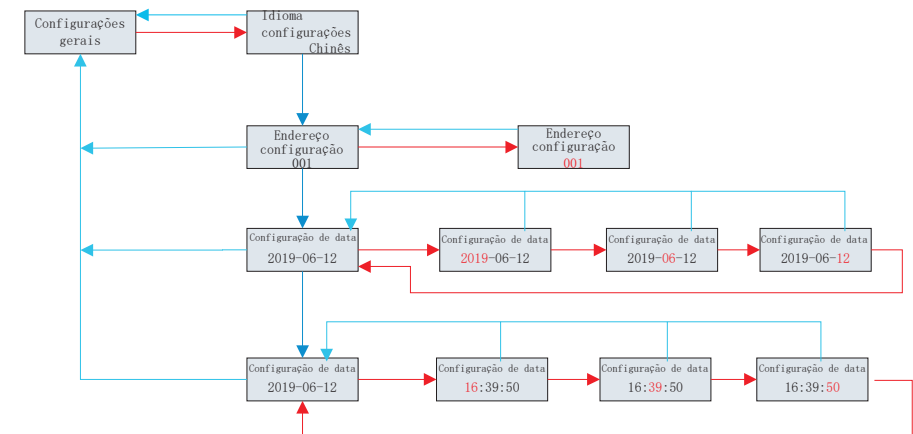 Configurações
gerais
Idioma
configurações
Chinês
Endereço
configuração
001
Endereço
configuração
001
Configuração de data
2019-06-12
Configuração de data
2019-06-12
Configuração de data
2019-06-12
Configuração de data
2019-06-12
Configuração de data
2019-06-12
Configuração de data
16:39:50
Configuração de data
16:39:50
Configuração de data
16:39:50